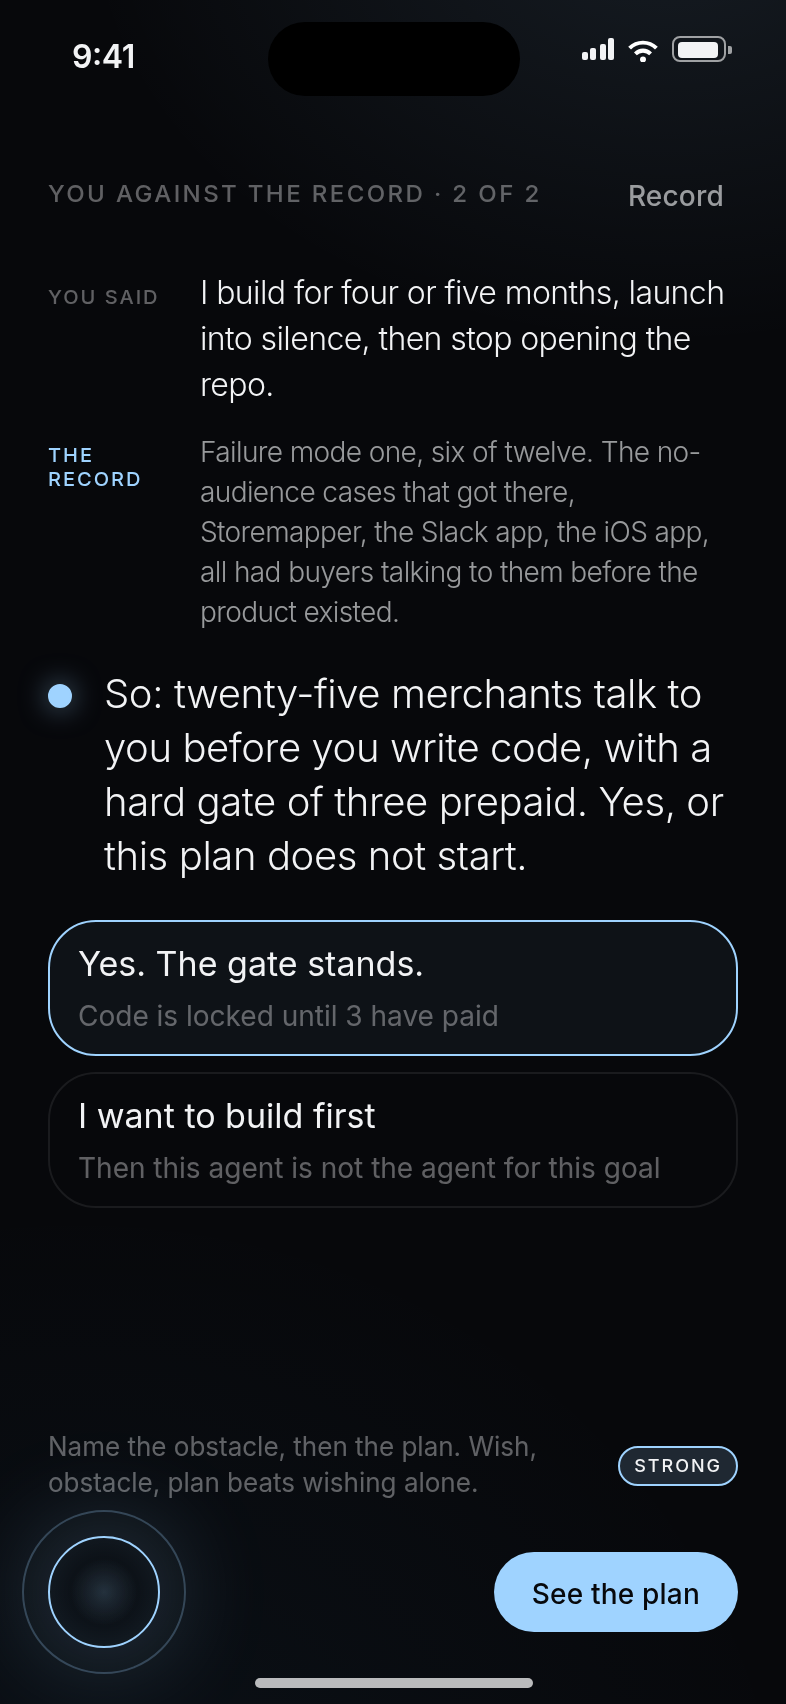 9:41
YOU AGAINST THE RECORD · 2 OF 2
Record
YOU SAID
I build for four or five months, launch
into silence, then stop opening the
repo.
THE
RECORD
Failure mode one, six of twelve. The no-
audience cases that got there,
Storemapper, the Slack app, the iOS app,
all had buyers talking to them before the
product existed.
So: twenty-five merchants talk to
you before you write code, with a
hard gate of three prepaid. Yes, or
this plan does not start.
Yes. The gate stands.
Code is locked until 3 have paid
I want to build first
Then this agent is not the agent for this goal
Name the obstacle, then the plan. Wish,
obstacle, plan beats wishing alone.
STRONG
See the plan